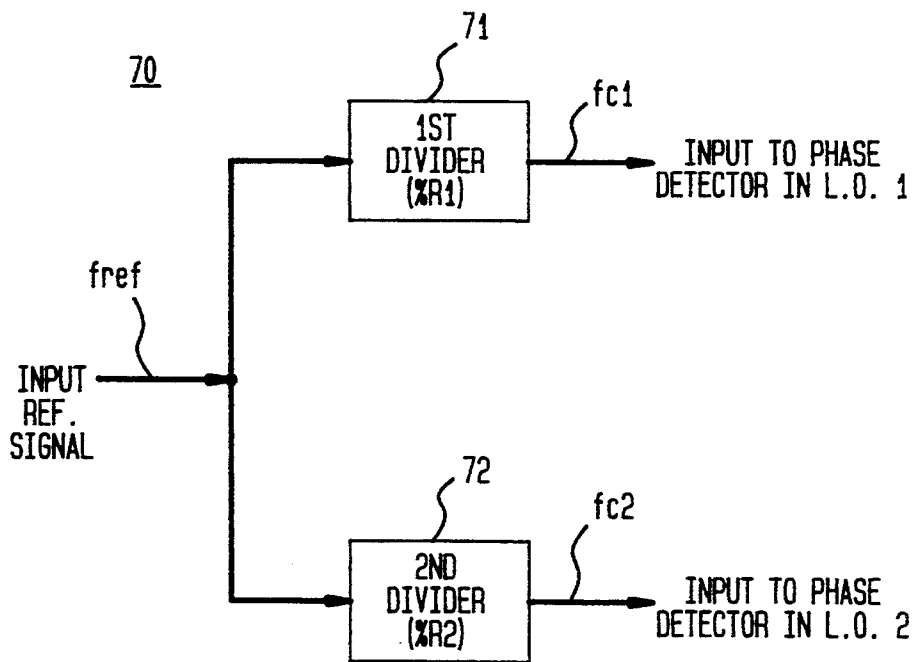 70
71
1ST
DIVIDER
(%R1)
fc1
INPUT TO PHASE
DETECTOR IN L.O. 1
fref
INPUT
REF.
SIGNAL
72
2ND
DIVIDER
(%R2)
fc2
INPUT TO PHASE
DETECTOR IN L.O. 2